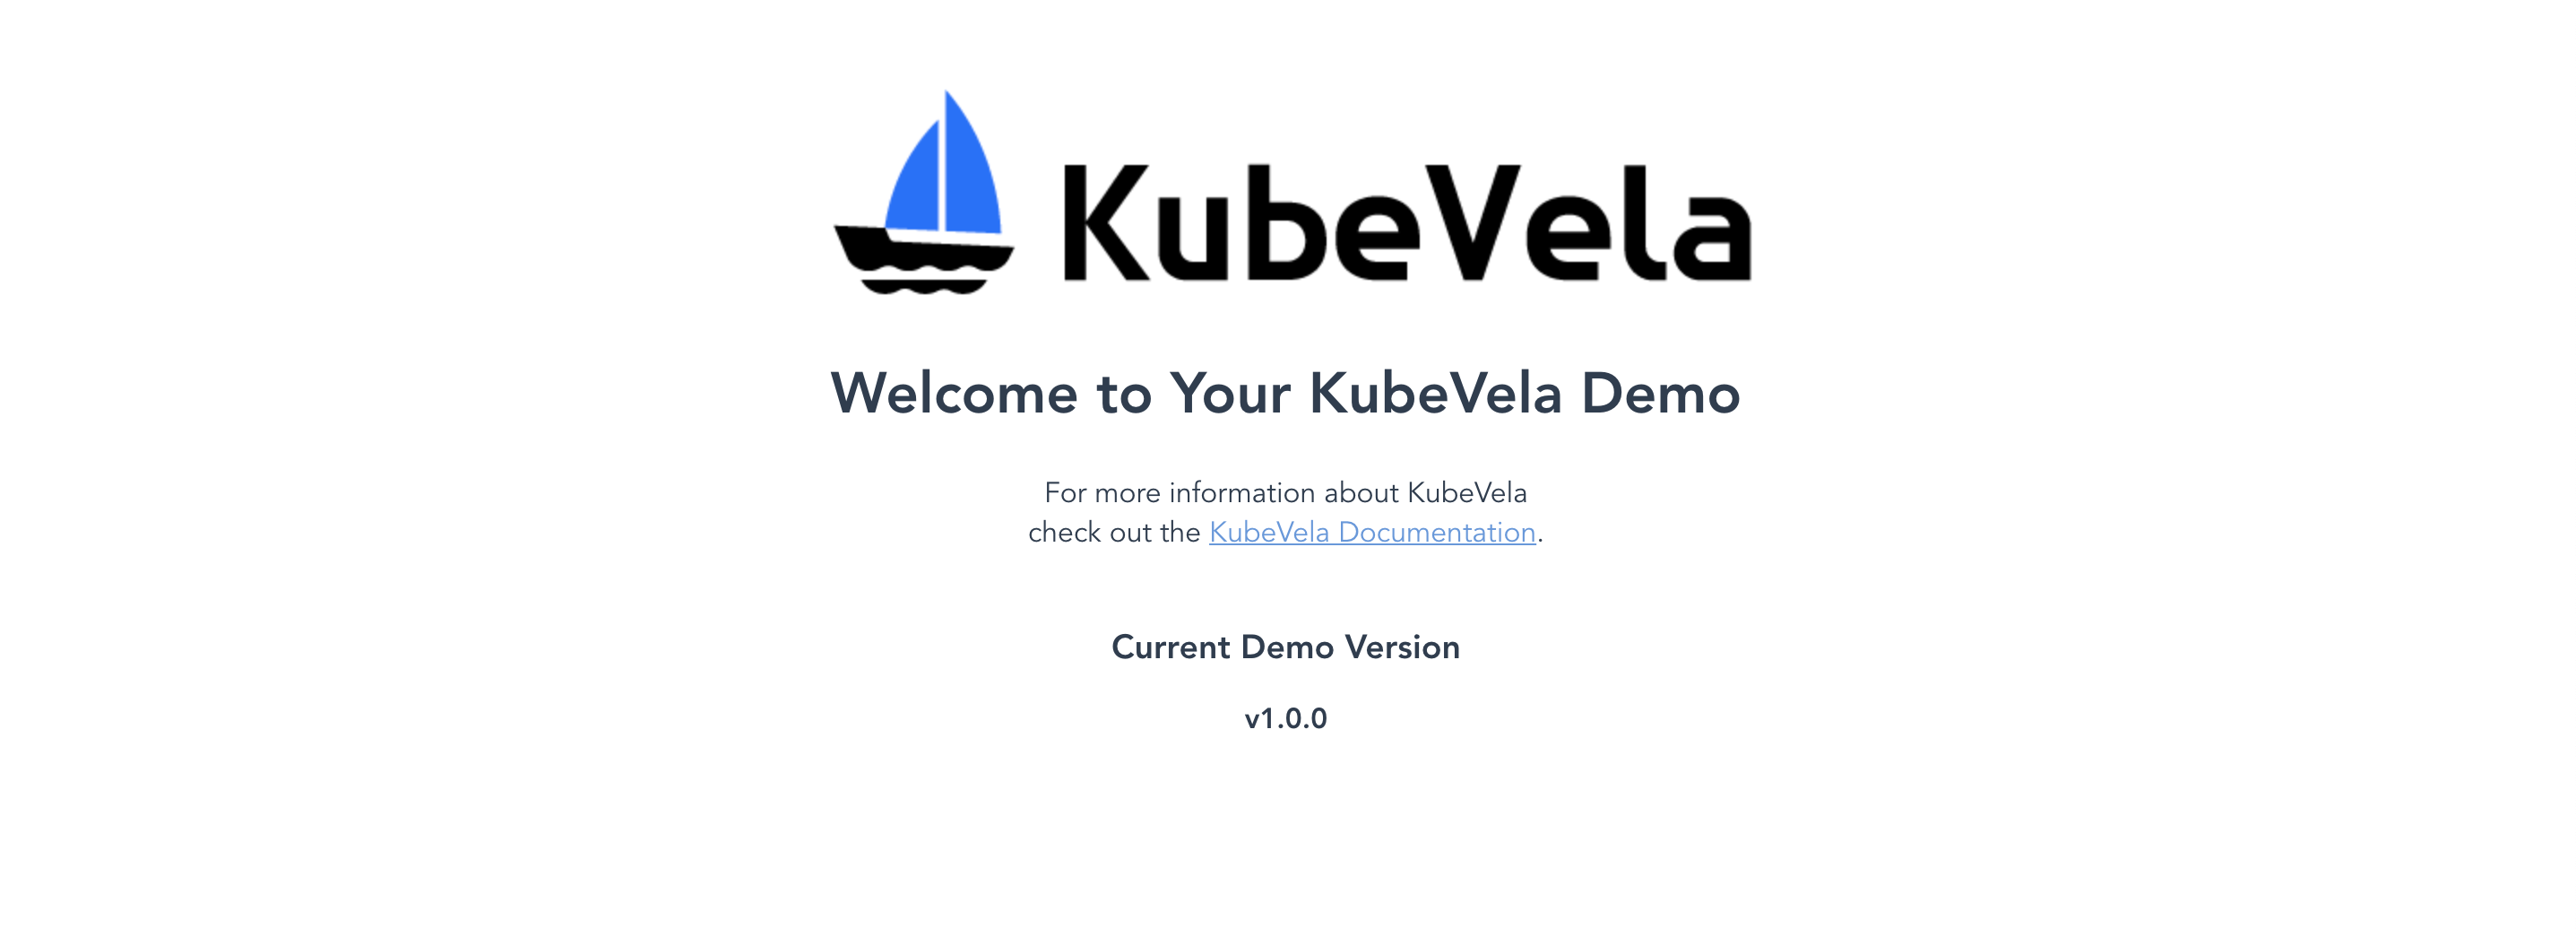 KubeVela
Welcome to Your KubeVela Demo
For more information about KubeVela
check out the KubeVela Documentation.
Current Demo Version
v1.0.0